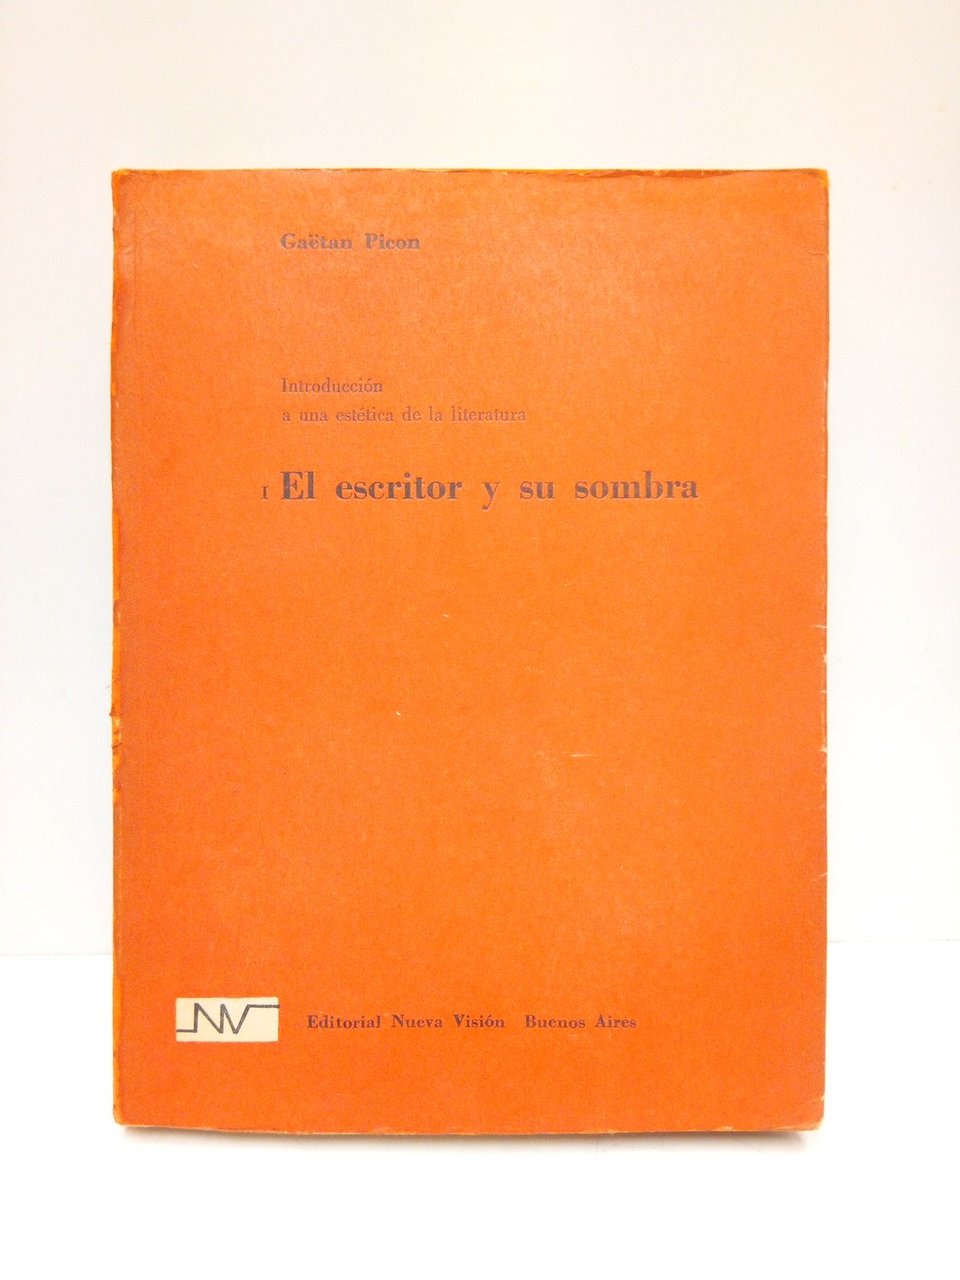 Gaëtan Picon
Introducción
a una estética de la literatura
I El escritor y su sombra
NV Editorial Nueva Visión Buenos Aires